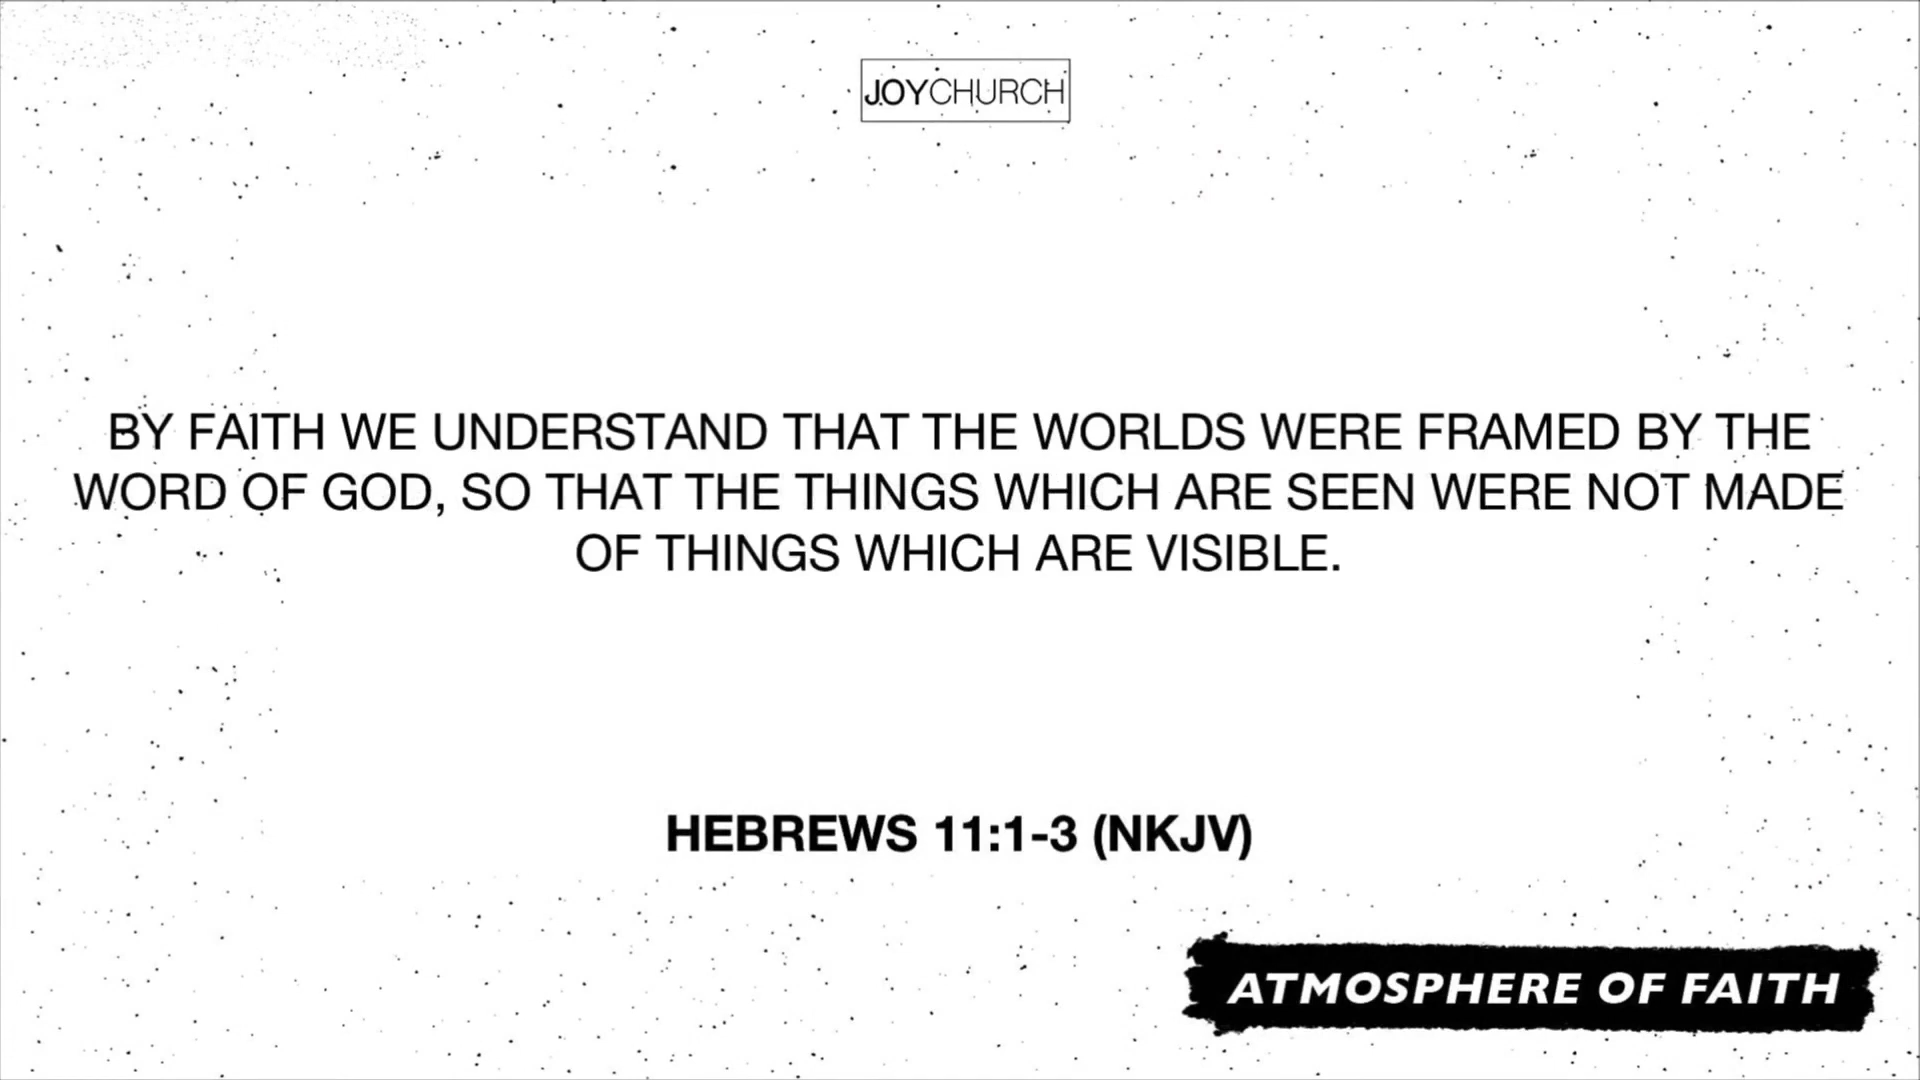 JOYCHURCH
BY FAITH WE UNDERSTAND THAT THE WORLDS WERE FRAMED BY THE
WORD OF GOD, SO THAT THE THINGS WHICH ARE SEEN WERE NOT MADE
OF THINGS WHICH ARE VISIBLE.
HEBREWS 11:1-3 (NKJV)
ATMOSPHERE OF FAITH